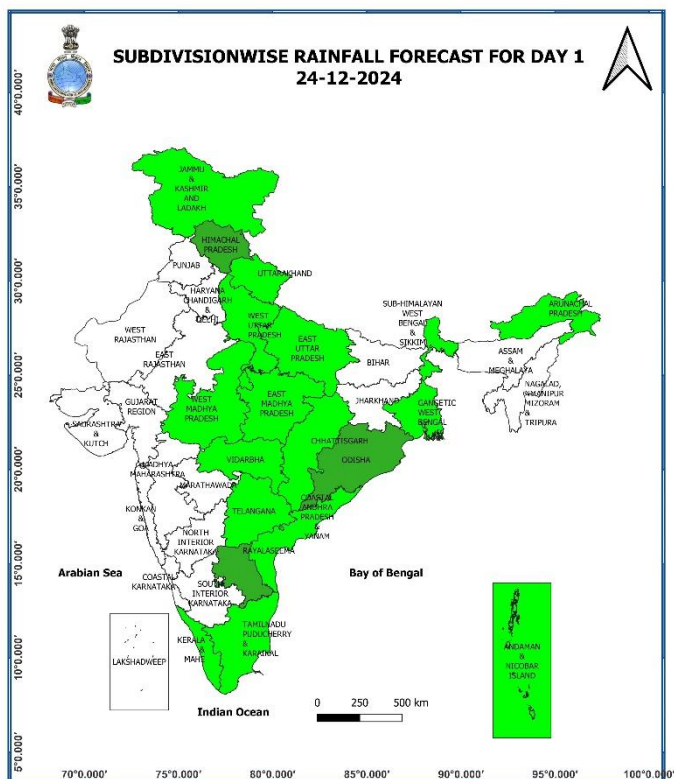 SUBDIVISIONWISE RAINFALL FORECAST FOR DAY 1
24-12-2024
40°0.000'
35°0.000'
30°0.000'
25°0.000'
20°0.000'
15°0.000'
10°0.000'
5°0.000'
JAMMU
&
KASHMIR
AND
LADAKH
HIMACHAL
PRADESH
PUNJAB
UTTARAKHAND
HARYANA
CHANDIGARH
&
DELHI
WEST
UTTAR
PRADESH
EAST
UTTAR
PRADESH
WEST
RAJASTHAN
EAST
RAJASTHAN
SUB-HIMALAYAN
WEST
BENGAL
&
SIKKIM
ARUNACHAL
PRADESH
ASSAM
&
MEGHALAYA
NAGALAD,
MANIPUR
MIZORAM
&
TRIPURA
BIHAR
JHARKHAND
GANGETIC
WEST
BENGAL
GUJARAT
REGION
SAURASHTRA
&
KUTCH
WEST
MADHYA
PRADESH
EAST
MADHYA
PRADESH
CHHATTISGARH
ODISHA
VIDARBHA
MADHYA
MAHARASHTRA
MARATHAWADA
KONKAN
&
GOA
TELANGANA
COASTAL
ANDHRA
PRADESH
&
YANAM
RAYALASEEMA
NORTH
INTERIOR
KARNATAKA
COASTAL
KARNATAKA
SOUTH
INTERIOR
KARNATAKA
Arabian Sea
Bay of Bengal
TAMILNADU
PUDUCHERRY
&
KARAIKAL
KERALA
&
MAHE
LAKSHADWEEP
ANDAMAN
&
NICOBAR
ISLAND
Indian Ocean
0 250 500 km
70°0.000' 75°0.000' 80°0.000' 85°0.000' 90°0.000' 95°0.000' 100°0.000'